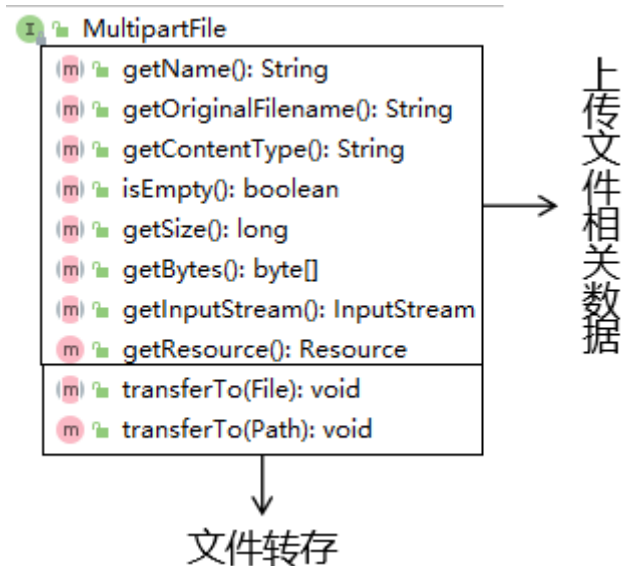 MultipartFile
getName(): String
getOriginalFilename(): String
getContentType(): String
isEmpty(): boolean
getSize(): long
getBytes(): byte[]
getInputStream(): InputStream
getResource(): Resource
transferTo(File): void
transferTo(Path): void
上传文件相关数据
文件转存